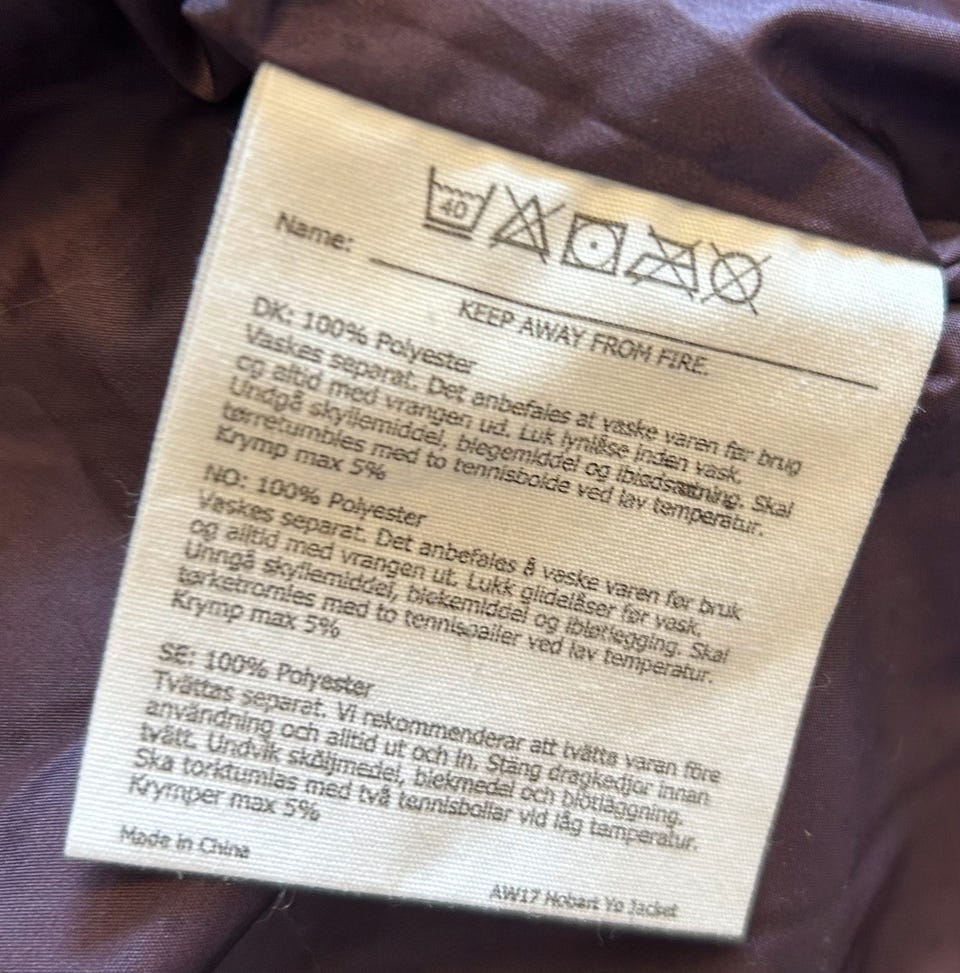 40
Name:
KEEP AWAY FROM FIRE.
DK: 100% Polyester
Vaskes separat. Det anbefales at vaske varen før brug
og altid med vrangen ud. Luk lynlåse inden vask.
Undgå skyllemiddel, blegemiddel og iblødsætning. Skal
tørretumbles med to tennisbolde ved lav temperatur.
Krymp max 5%
NO: 100% Polyester
Vaskes separat. Det anbefales å vaske varen før bruk
og alltid med vrangen ut. Lukk glidelåser før vask.
Unngå skyllemiddel, blekemiddel og ibløtlegging. Skal
tørketromles med to tennisballer ved lav temperatur.
Krymp max 5%
SE: 100% Polyester
Tvättas separat. Vi rekommenderar att tvätta varan före
användning och alltid ut och in. Stäng dragkedjor innan
tvätt. Undvik sköljmedel, blekmedel och blötläggning.
Ska torktumlas med två tennisbollar vid låg temperatur.
Krymper max 5%
Made in China
AW17 Hobart Yo Jacket